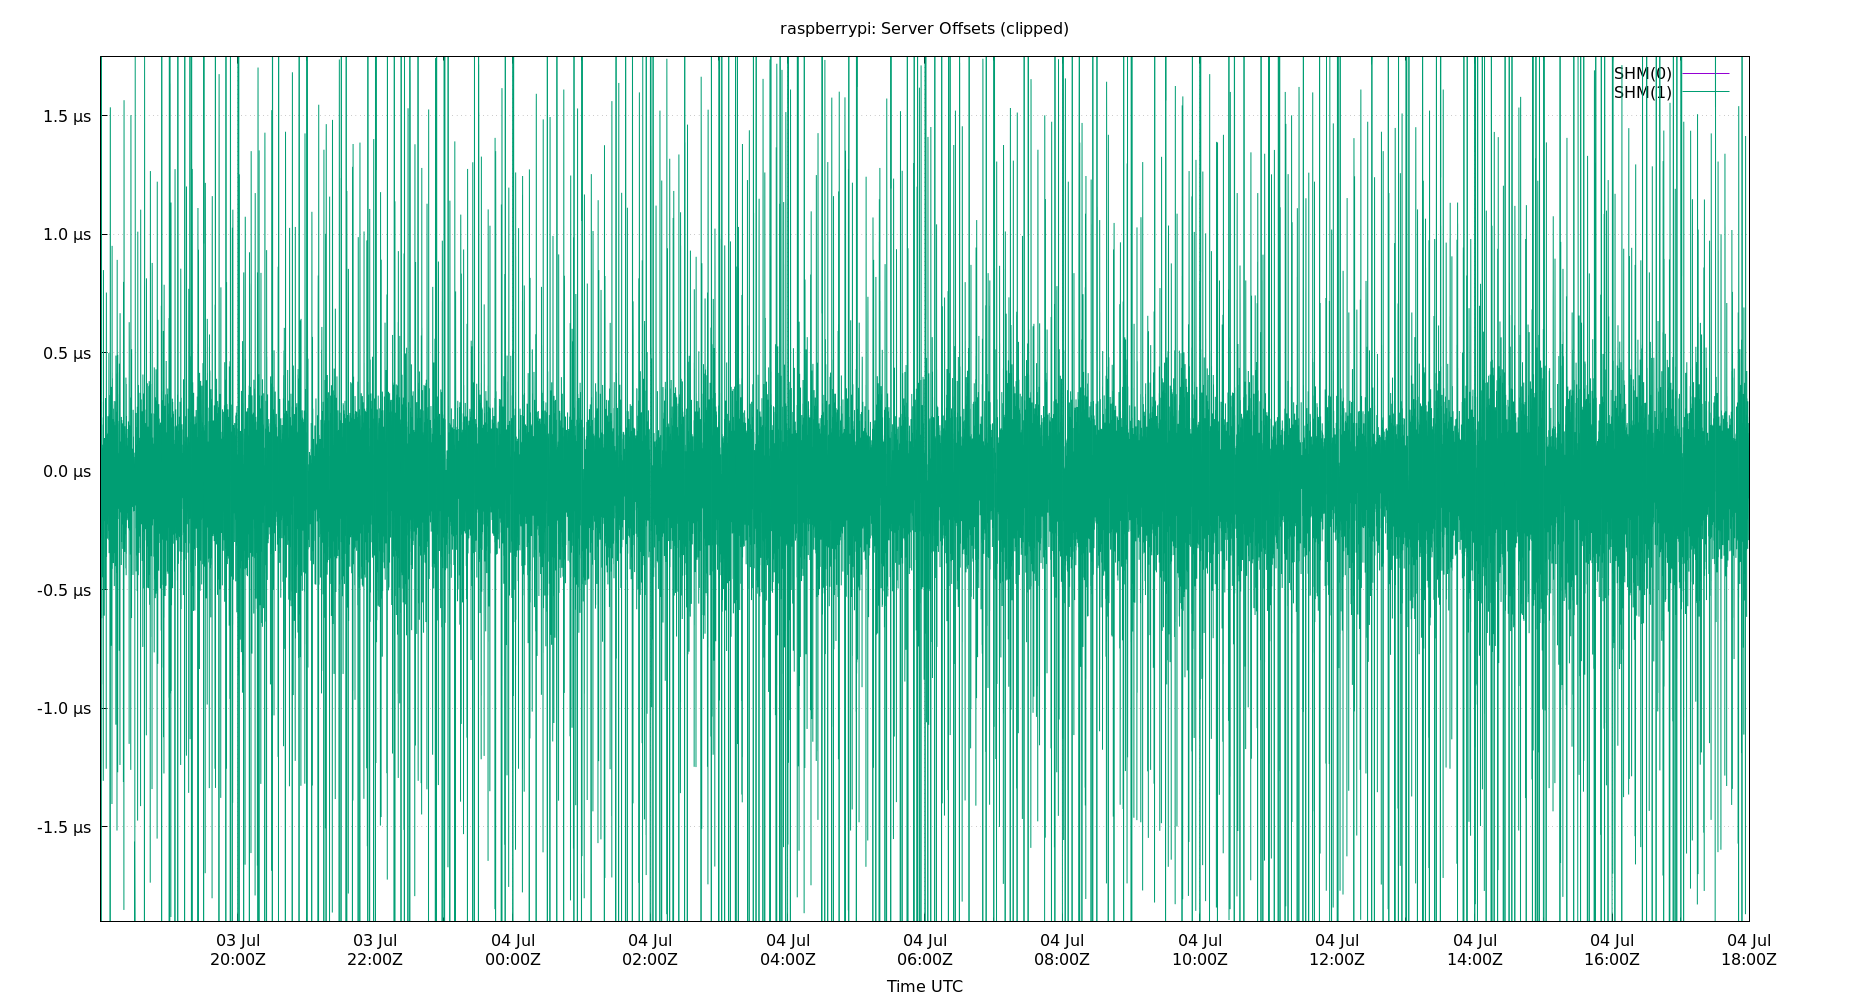 raspberrypi: Server Offsets (clipped)
SHM(0)
SHM(1)
1.5 µs
1.0 µs
0.5 µs
0.0 µs
-0.5 µs
-1.0 µs
-1.5 µs
03 Jul 03 Jul 04 Jul 04 Jul 04 Jul 04 Jul 04 Jul 04 Jul 04 Jul 04 Jul 04 Jul 04 Jul
20:00Z 22:00Z 00:00Z 02:00Z 04:00Z 06:00Z 08:00Z 10:00Z 12:00Z 14:00Z 16:00Z 18:00Z
Time UTC